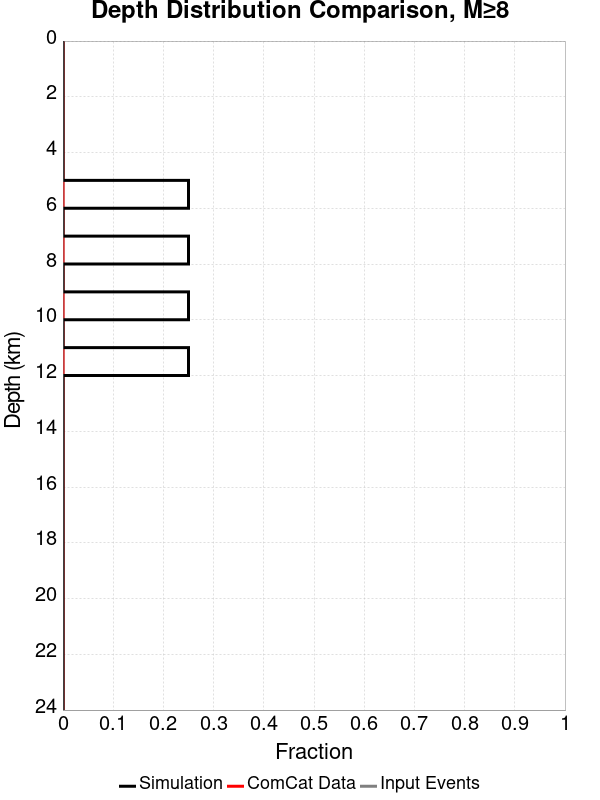 Depth Distribution Comparison, M≥8
0
2
4
6
8
10
12
14
16
18
20
22
24
Depth (km)
0 0.1 0.2 0.3 0.4 0.5 0.6 0.7 0.8 0.9 1
Fraction
Simulation ComCat Data Input Events